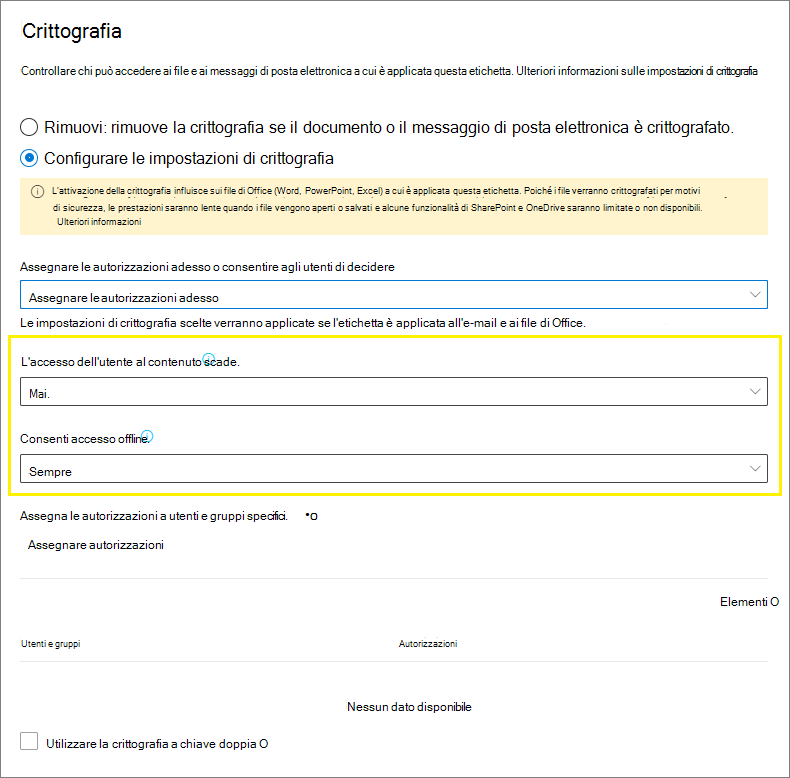 Crittografia
Controllare chi può accedere ai file e ai messaggi di posta elettronica a cui è applicata questa etichetta. Ulteriori informazioni sulle impostazioni di crittografia
Rimuovi: rimuove la crittografia se il documento o il messaggio di posta elettronica è crittografato.
Configurare le impostazioni di crittografia
L'attivazione della crittografia influisce sui file di Office (Word, PowerPoint, Excel) a cui è applicata questa etichetta. Poiché i file verranno crittografati per motivi
di sicurezza, le prestazioni saranno lente quando i file vengono aperti o salvati e alcune funzionalità di SharePoint e OneDrive saranno limitate o non disponibili.
Ulteriori informazioni
Assegnare le autorizzazioni adesso o consentire agli utenti di decidere
Assegnare le autorizzazioni adesso
Le impostazioni di crittografia scelte verranno applicate se l'etichetta è applicata all'e-mail e ai file di Office.
L'accesso dell'utente al contenuto scade.
Mai.
Consenti accesso offline.
Sempre
Assegna le autorizzazioni a utenti e gruppi specifici. *O
Assegnare autorizzazioni
Elementi O
Utenti e gruppi Autorizzazioni
Nessun dato disponibile
Utilizzare la crittografia a chiave doppia O